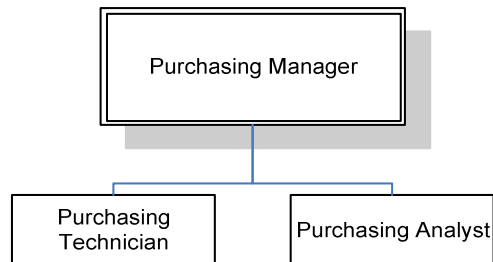 Purchasing Manager
Purchasing
Technician
Purchasing Analyst